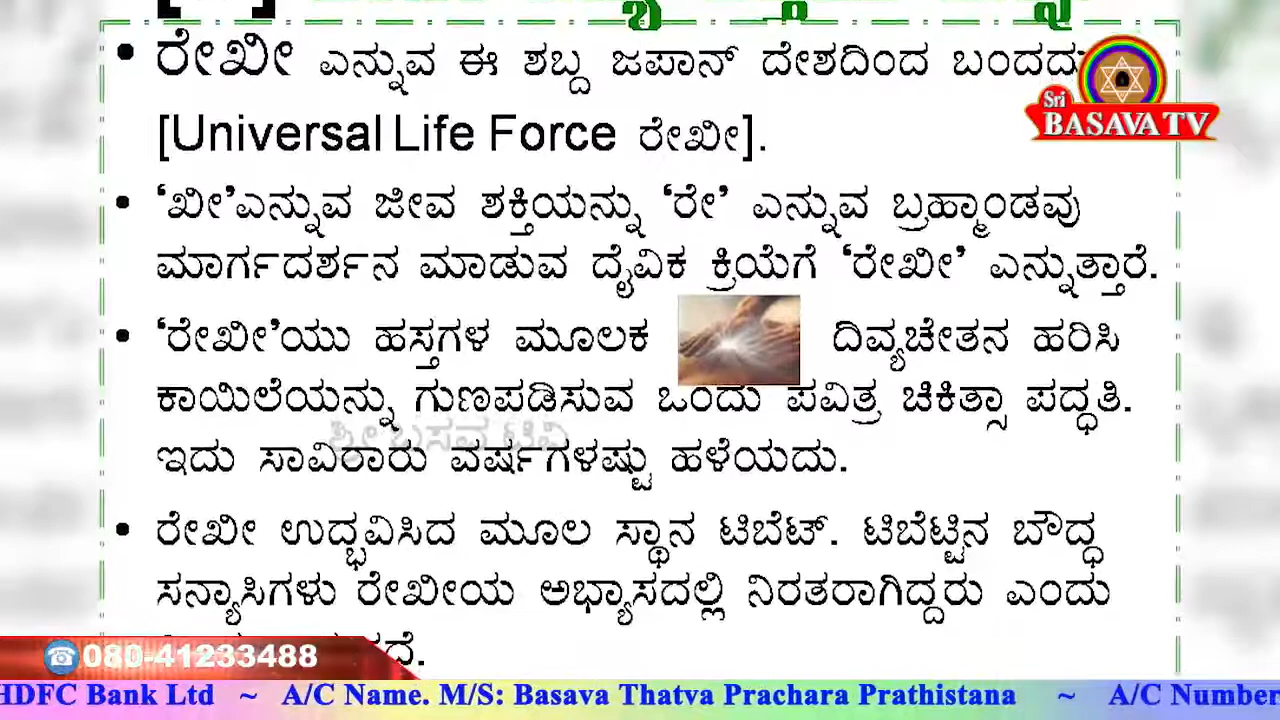 • ರೇಖೀ ಎನ್ನುವ ಈ ಶಬ್ದ ಜಪಾನ್ ದೇಶದಿಂದ ಬಂದದು
Sri
BASAVA TV
[Universal Life Force ರೇಖೀ].
• ‘ಖೀ’ಎನ್ನುವ ಜೀವ ಶಕ್ತಿಯನ್ನು ‘ರೇ’ ಎನ್ನುವ ಬ್ರಹ್ಮಾಂಡವು
ಮಾರ್ಗದರ್ಶನ ಮಾಡುವ ದೈವಿಕ ಕ್ರಿಯೆಗೆ ‘ರೇಖೀ’ ಎನ್ನುತ್ತಾರೆ.
• ‘ರೇಖೀ’ಯು ಹಸ್ತಗಳ ಮೂಲಕ ದಿವ್ಯಚೇತನ ಹರಿಸಿ
ಕಾಯಿಲೆಯನ್ನು ಗುಣಪಡಿಸುವ ಒಂದು ಪವಿತ್ರ ಚಿಕಿತ್ಸಾ ಪದ್ಧತಿ.
ಶ್ರೀ ಬಸವ ಟಿವಿ
ಇದು ಸಾವಿರಾರು ವರ್ಷಗಳಷ್ಟು ಹಳೆಯದು.
• ರೇಖೀ ಉದ್ಭವಿಸಿದ ಮೂಲ ಸ್ಥಾನ ಟಿಬೆಟ್. ಟಿಬೆಟ್ಟಿನ ಬೌದ್ಧ
ಸನ್ಯಾಸಿಗಳು ರೇಖೀಯ ಅಭ್ಯಾಸದಲ್ಲಿ ನಿರತರಾಗಿದ್ದರು ಎಂದು
080-41233488
HDFC Bank Ltd ~ A/C Name. M/S: Basava Thatva Prachara Prathistana ~ A/C Number